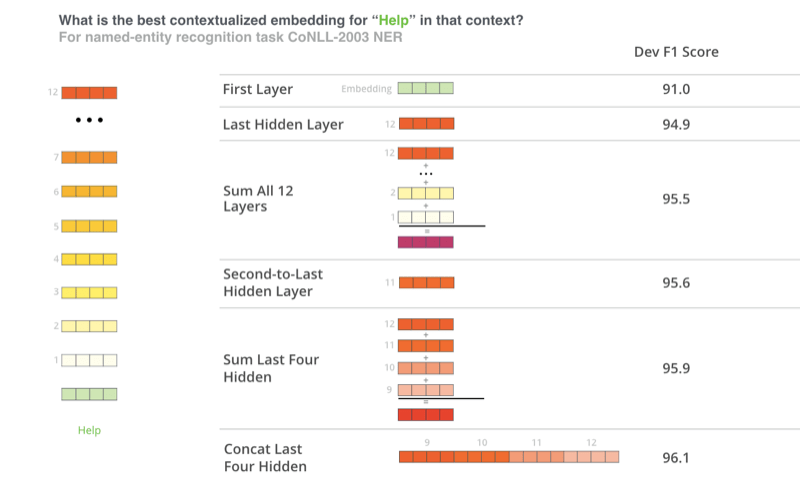 What is the best contextualized embedding for “Help” in that context?
For named-entity recognition task CoNLL-2003 NER
Dev F1 Score
12
• • •
7
6
5
4
3
2
1
Help
First Layer
Embedding
91.0
Last Hidden Layer
12
94.9
Sum All 12
Layers
12
+
...
+
2
+
1
=
95.5
Second-to-Last
Hidden Layer
11
95.6
Sum Last Four
Hidden
12
+
11
+
10
+
9
=
95.9
Concat Last
Four Hidden
9 10 11 12
96.1